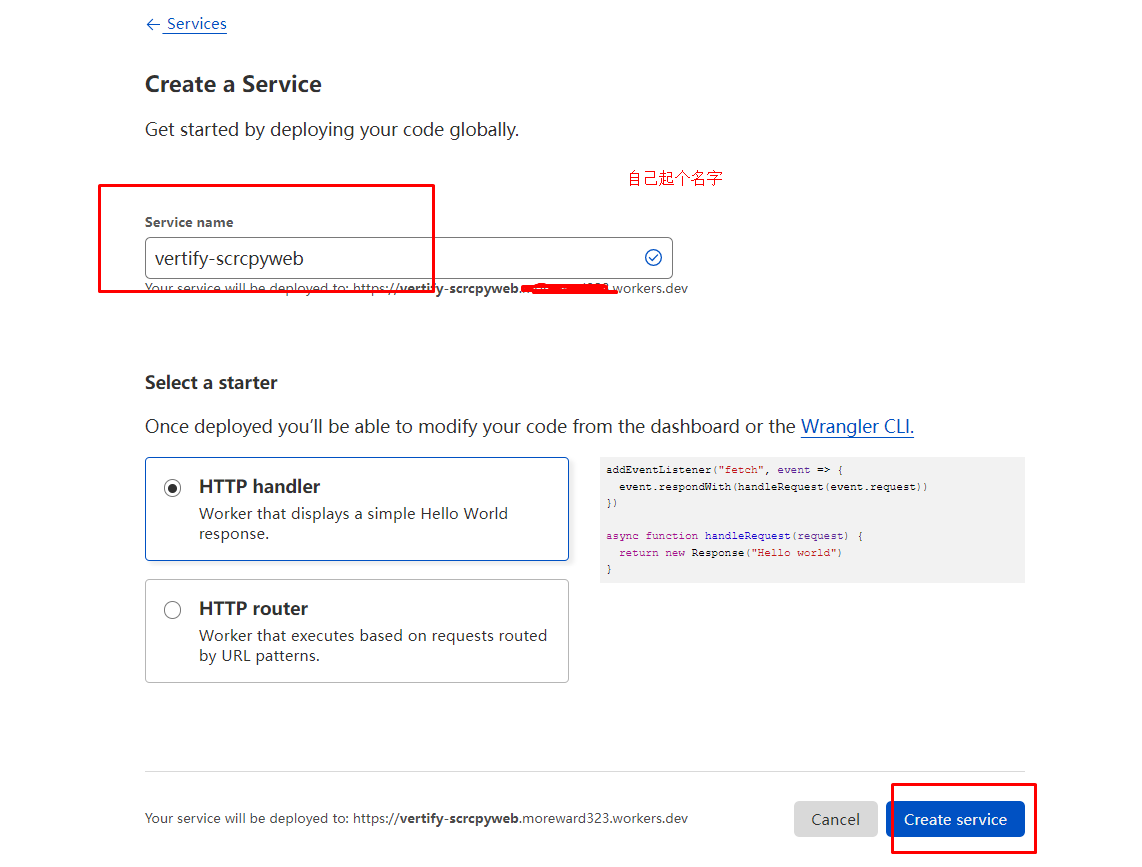 ← Services
Create a Service
Get started by deploying your code globally.
自己起个名字
Service name
vertify-scrcpyweb
Your service will be deployed to: https://vertify-scrcpyweb. workers.dev
Select a starter
Once deployed you'll be able to modify your code from the dashboard or the Wrangler CLI.
HTTP handler
Worker that displays a simple Hello World
response.
addEventListener("fetch", event => {
event.respondWith(handleRequest(event.request))
})
async function handleRequest(request) {
return new Response("Hello world")
}
HTTP router
Worker that executes based on requests routed
by URL patterns.
Your service will be deployed to: https://vertify-scrcpyweb.moreward323.workers.dev
Cancel
Create service